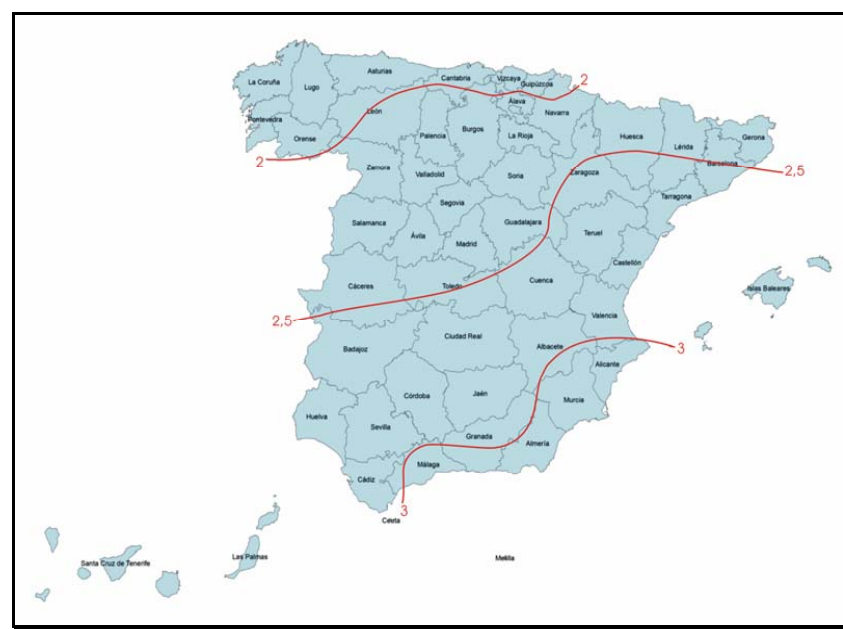 Asturias
Cantabria
Vizcaya
Guipúzcoa
2
La Coruña
Lugo
Álava
León
Navarra
Pontevedra
Orense
Palencia
Burgos
La Rioja
Huesca
Lérida
Gerona
2
Zamora
Valladolid
Soria
Zaragoza
Barcelona
2,5
Segovia
Tarragona
Salamanca
Ávila
Madrid
Guadalajara
Teruel
Castellón
Cáceres
Toledo
Cuenca
Islas Baleares
2,5
Valencia
Badajoz
Ciudad Real
Albacete
3
Alicante
Córdoba
Jaén
Murcia
Huelva
Sevilla
Granada
Almería
Málaga
Cádiz
3
Ceuta
Santa Cruz de Tenerife
Las Palmas
Melilla